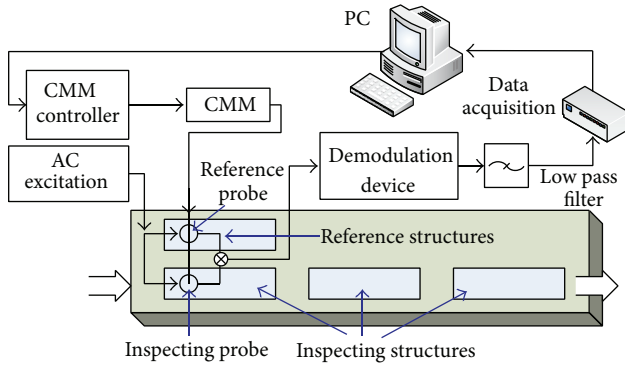 PC
CMM
controller
CMM
Data
acquisition
AC
excitation
Reference
probe
Demodulation
device
Low pass
filter
Reference structures
Inspecting probe
Inspecting structures